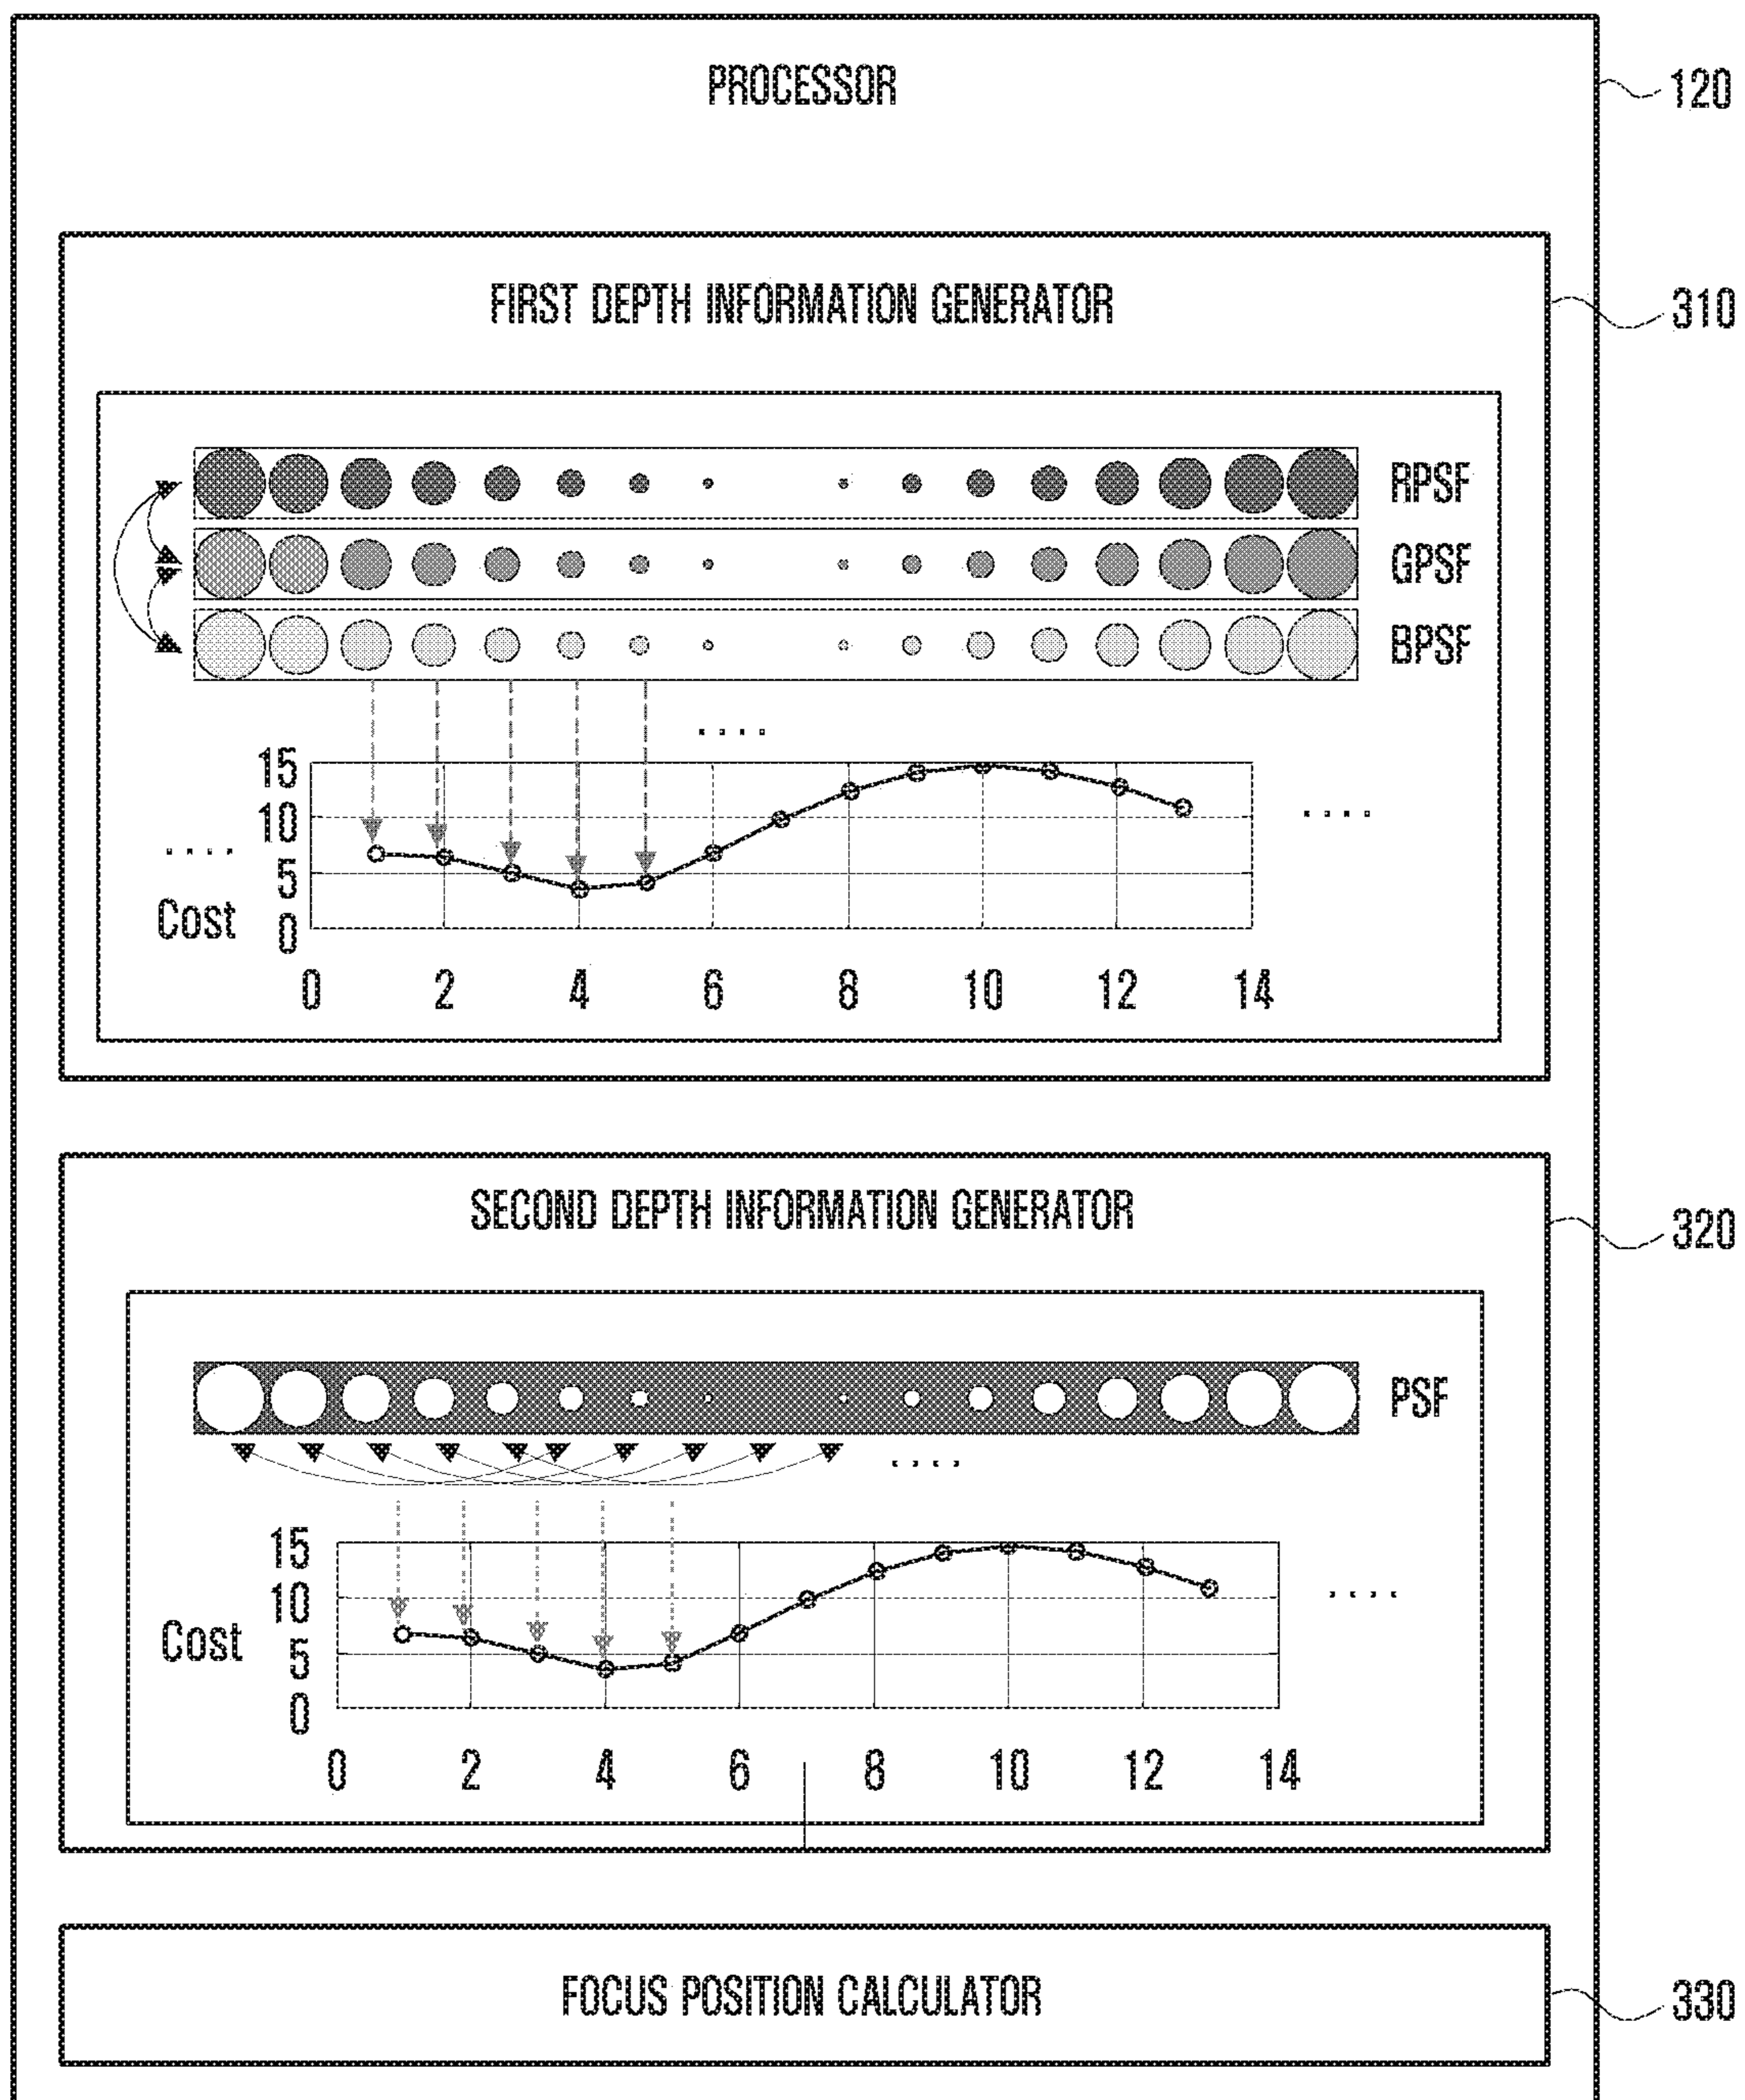 PROCESSOR
120
FIRST DEPTH INFORMATION GENERATOR
310
RPSF
GPSF
BPSF
....
15
10
....
....
5
Cost
0
0 2 4 6 8 10 12 14
SECOND DEPTH INFORMATION GENERATOR
320
PSF
....
15
10
....
Cost
5
0
0 2 4 6 8 10 12 14
FOCUS POSITION CALCULATOR
330